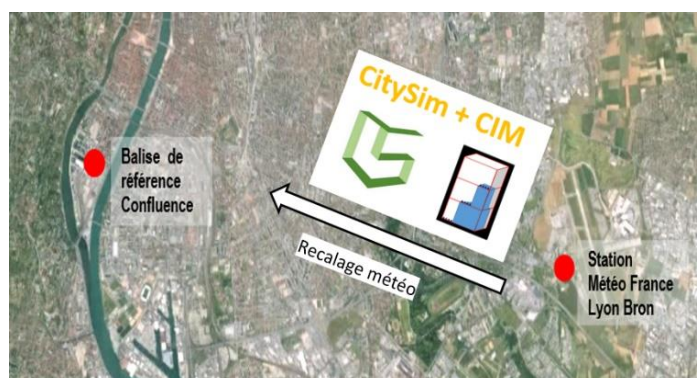 CitySim + CIM
Balise de
référence
Confluence
Recalage météo
Station
Météo France
Lyon Bron